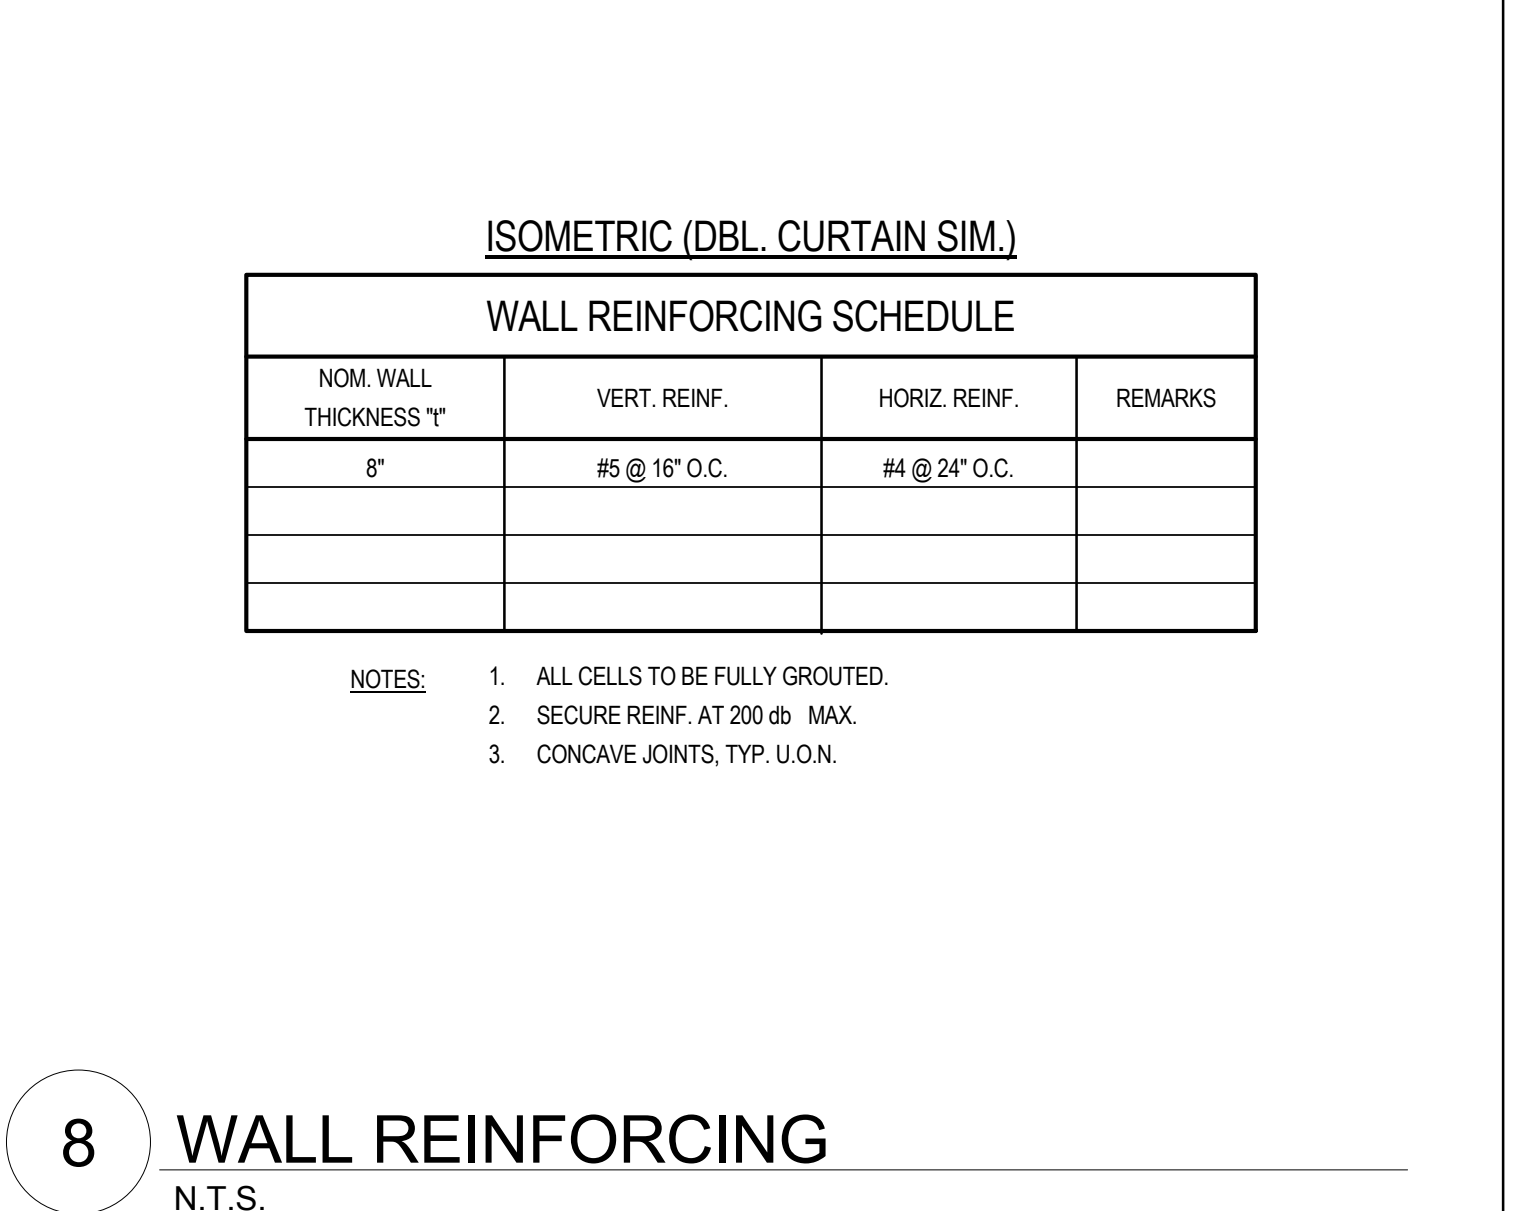 ISOMETRIC (DBL. CURTAIN SIM.)
WALL REINFORCING SCHEDULE
NOM. WALL
THICKNESS "t"
VERT. REINF.
HORIZ. REINF.
REMARKS
8"
#5 @ 16" O.C.
#4 @ 24" O.C.
NOTES:
1. ALL CELLS TO BE FULLY GROUTED.
2. SECURE REINF. AT 200 db MAX.
3. CONCAVE JOINTS, TYP. U.O.N.
8
WALL REINFORCING
N.T.S.